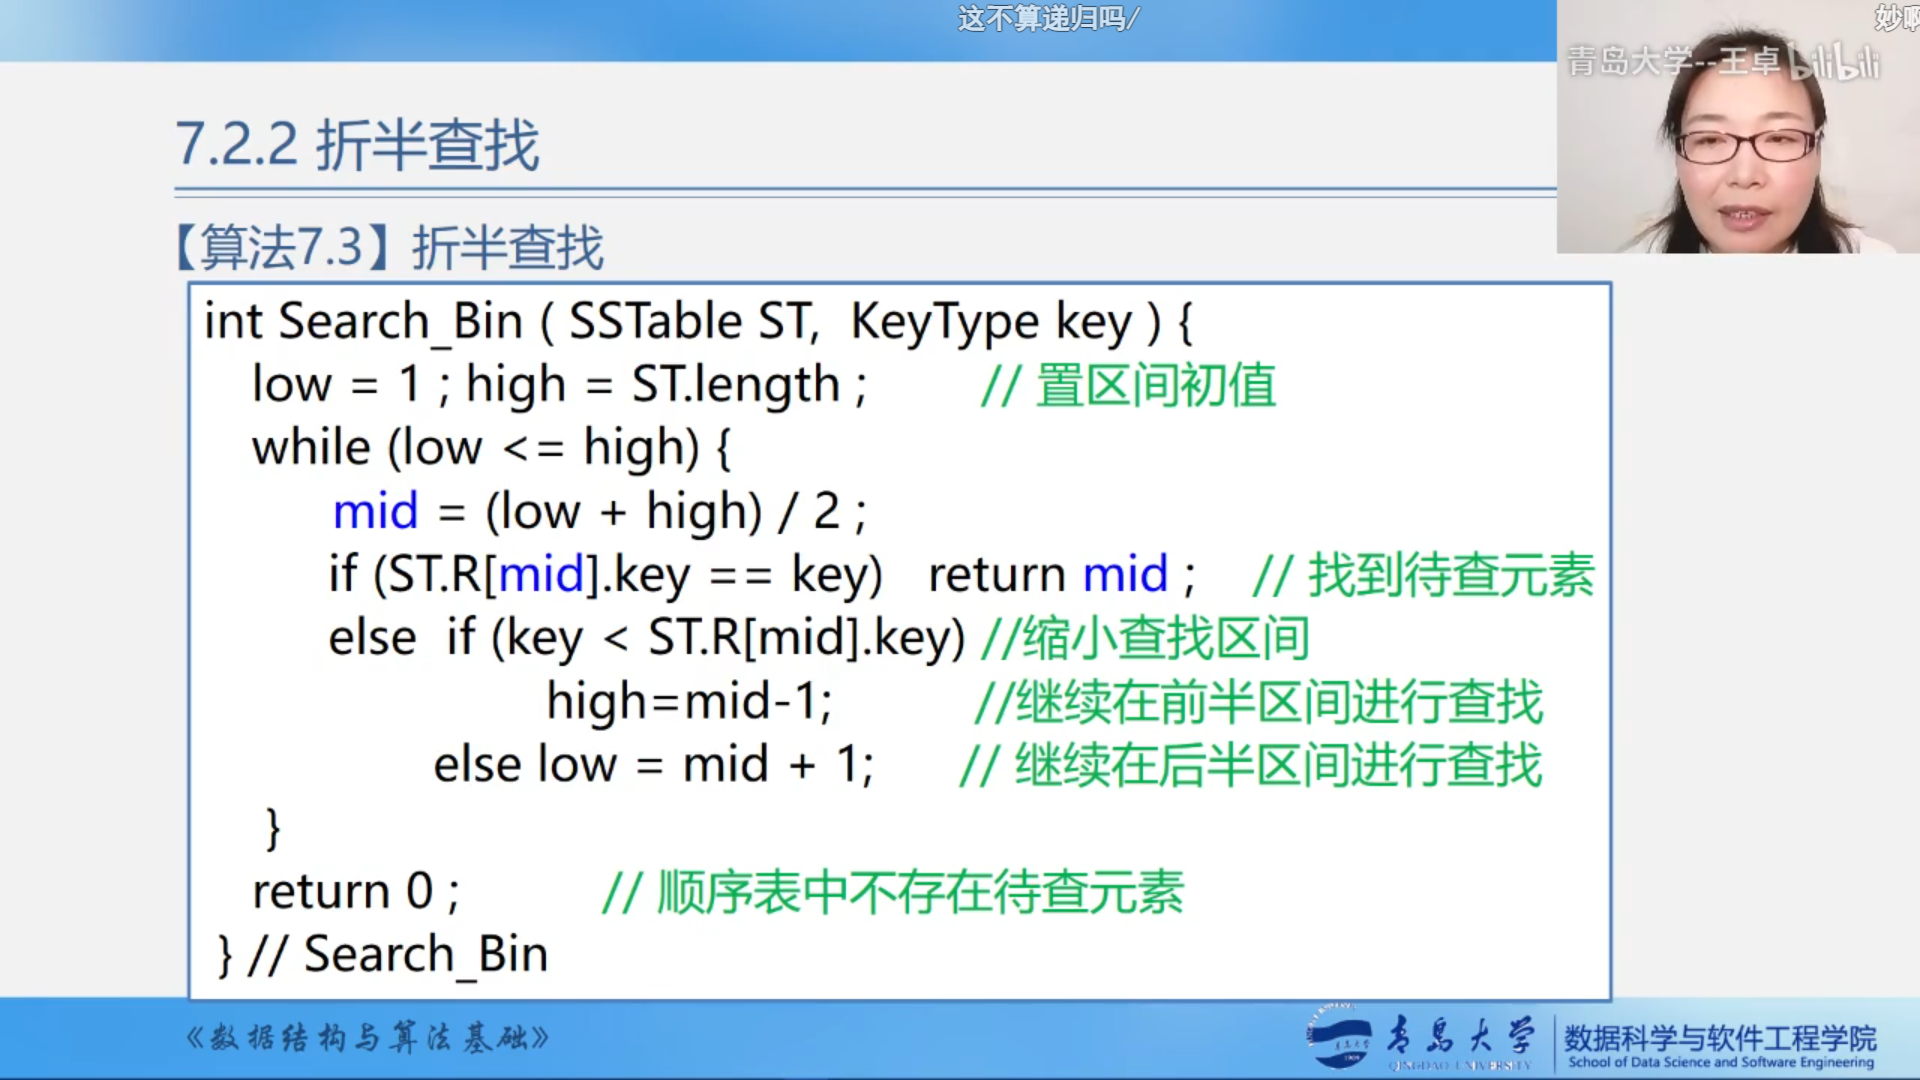 这不算递归吗/
妙啊
青岛大学--王卓 bilibili
7.2.2 折半查找
【算法7.3】折半查找
int Search_Bin ( SSTable ST, KeyType key ) {
low = 1 ; high = ST.length ; // 置区间初值
while (low <= high) {
mid = (low + high) / 2 ;
if (ST.R[mid].key == key) return mid ; // 找到待查元素
else if (key < ST.R[mid].key) //缩小查找区间
high=mid-1; //继续在前半区间进行查找
else low = mid + 1; // 继续在后半区间进行查找
}
return 0 ; // 顺序表中不存在待查元素
} // Search_Bin
《数据结构与算法基础》
青岛大学
QINGDAO UNIVERSITY
数据科学与软件工程学院
School of Data Science and Software Engineering